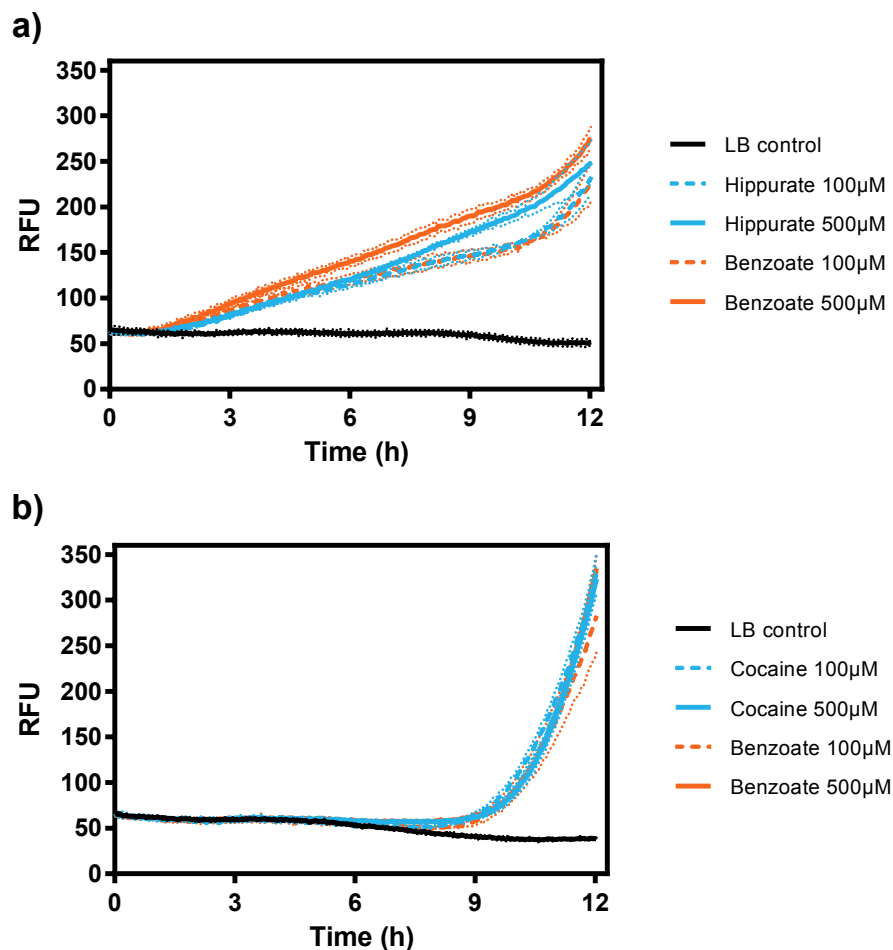 a)
350
300
250
200
150
100
50
0
RFU
0 3 6 9 12
Time (h)
LB control
Hippurate 100µM
Hippurate 500µM
Benzoate 100µM
Benzoate 500µM
b)
350
300
250
200
150
100
50
0
RFU
0 3 6 9 12
Time (h)
LB control
Cocaine 100µM
Cocaine 500µM
Benzoate 100µM
Benzoate 500µM